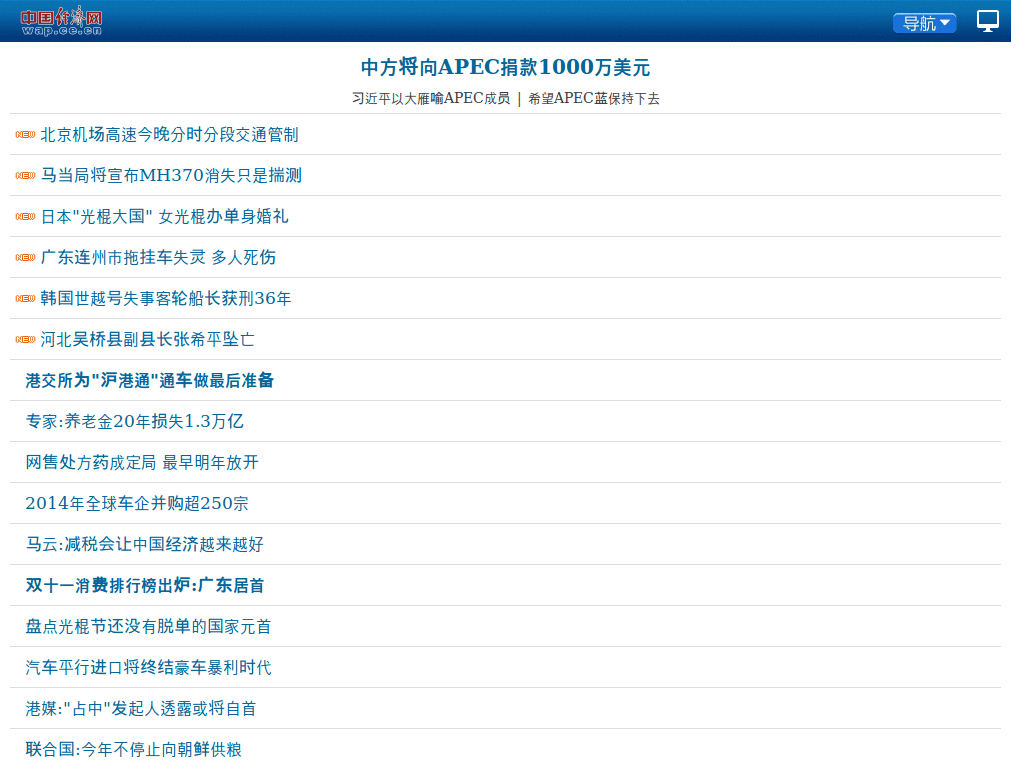 中国经济网
wap.ce.cn
导航
中方将向APEC捐款1000万美元
习近平以大雁喻APEC成员 | 希望APEC蓝保持下去
NEW 北京机场高速今晚分时分段交通管制
NEW 马当局将宣布MH370消失只是揣测
NEW 日本"光棍大国" 女光棍办单身婚礼
NEW 广东连州市拖挂车失灵 多人死伤
NEW 韩国世越号失事客轮船长获刑36年
NEW 河北吴桥县副县长张希平坠亡
港交所为"沪港通"通车做最后准备
专家:养老金20年损失1.3万亿
网售处方药成定局 最早明年放开
2014年全球车企并购超250宗
马云:减税会让中国经济越来越好
双十一消费排行榜出炉:广东居首
盘点光棍节还没有脱单的国家元首
汽车平行进口将终结豪车暴利时代
港媒:"占中"发起人透露或将自首
联合国:今年不停止向朝鲜供粮